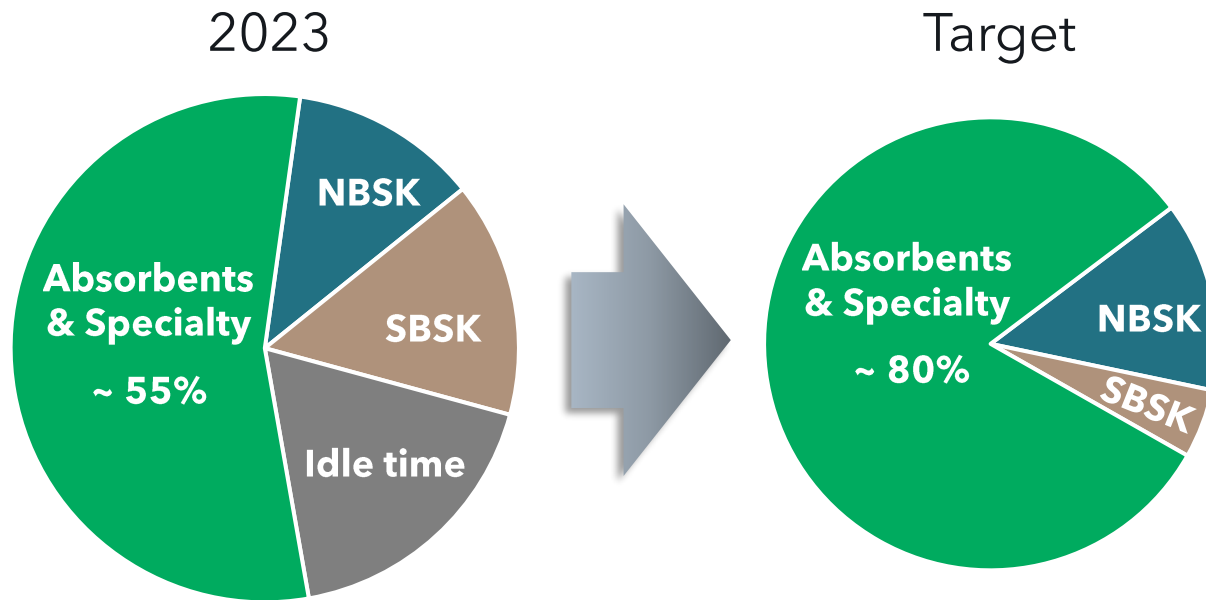 2023
NBSK
Absorbents
& Specialty
~ 55%
SBSK
Idle time
Target
Absorbents
& Specialty
~ 80%
NBSK
SBSK